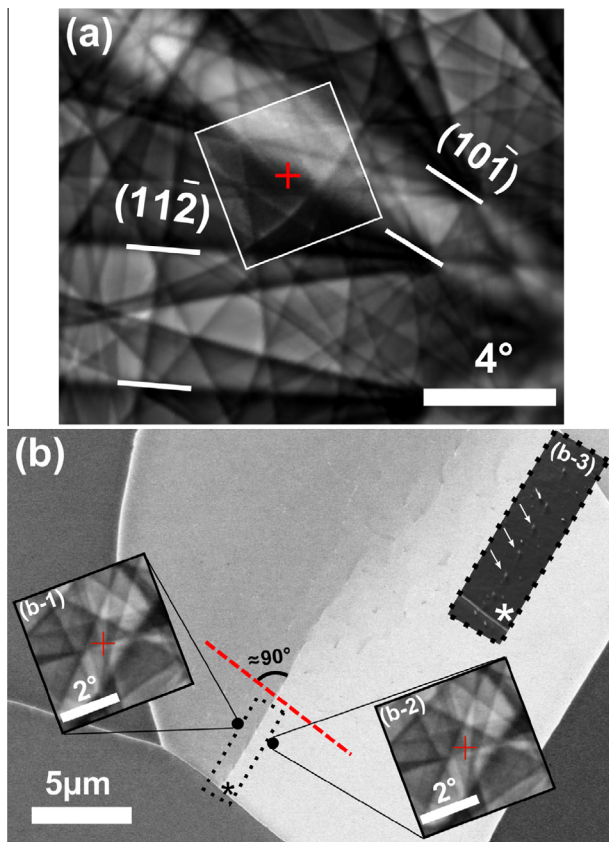 (a)
(101̄)
(112̄)
4°
(b)
(b-3)
(b-1)
*
≈90°
2°
(b-2)
2°
*
5µm